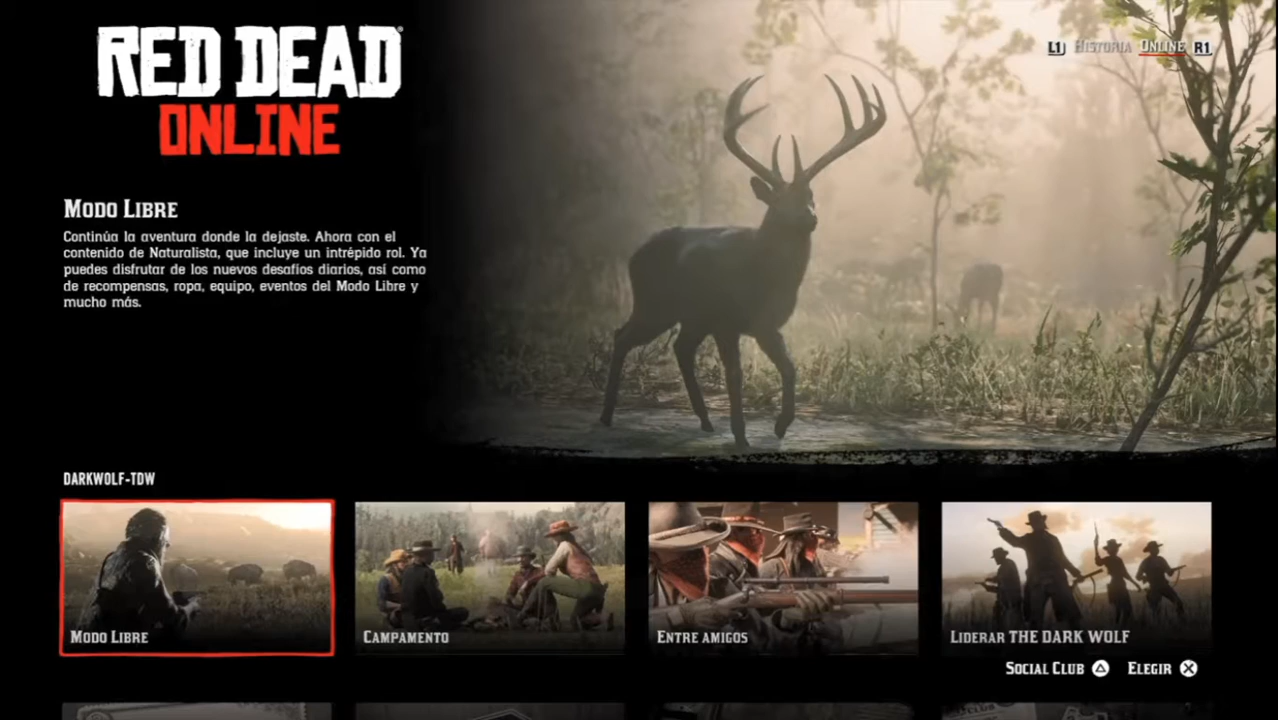 RED DEAD
ONLINE
L1 HISTORIA ONLINE R1
MODO LIBRE
Continúa la aventura donde la dejaste. Ahora con el
contenido de Naturalista, que incluye un intrépido rol. Ya
puedes disfrutar de los nuevos desafíos diarios, así como
de recompensas, ropa, equipo, eventos del Modo Libre y
mucho más.
DARKWOLF-TDW
MODO LIBRE
CAMPAMENTO
ENTRE AMIGOS
LIDERAR THE DARK WOLF
SOCIAL CLUB
ELEGIR